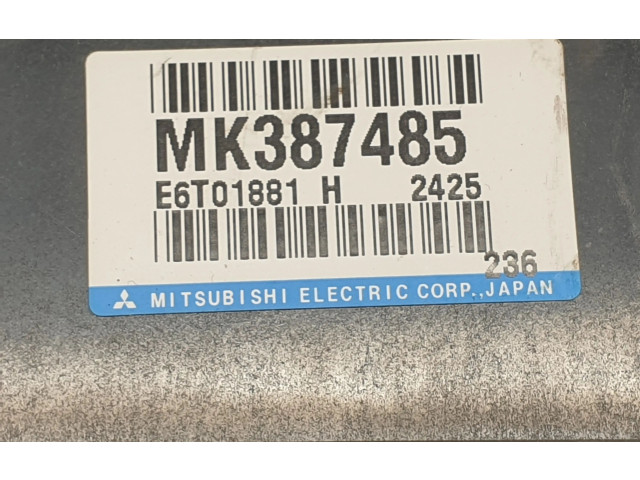 MK387485
E6T01881 H 2425
236
MITSUBISHI ELECTRIC CORP., JAPAN